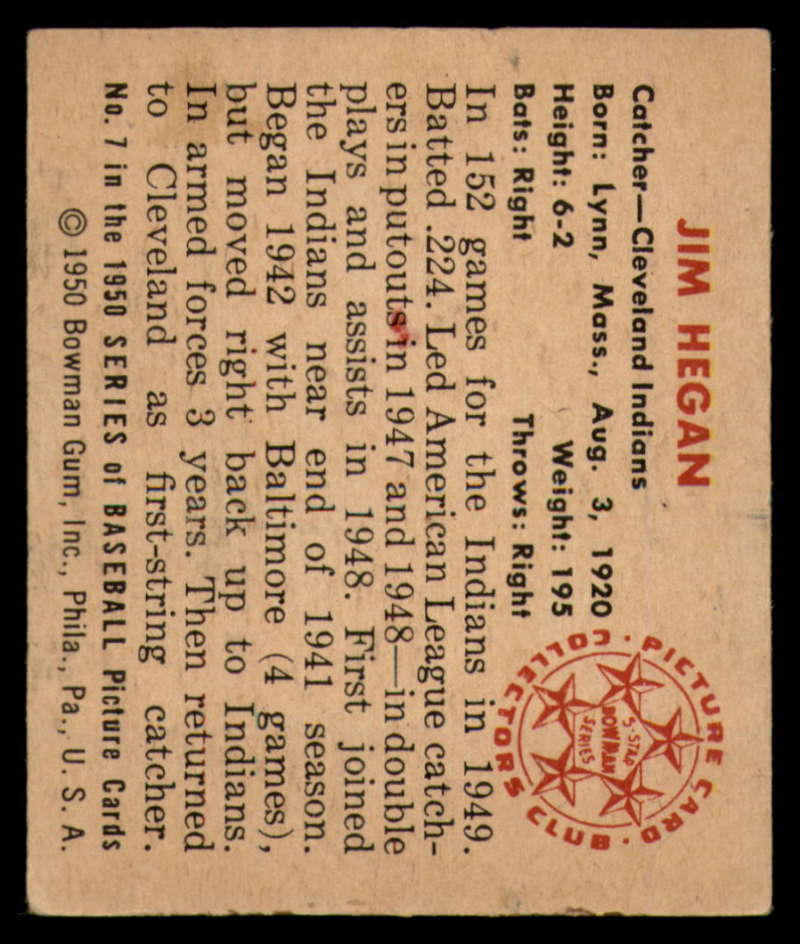 JIM HEGAN
Catcher—Cleveland Indians
Born: Lynn, Mass., Aug. 3, 1920
Height: 6-2 Weight: 195
Bats: Right Throws: Right
In 152 games for the Indians in 1949.
Batted .224. Led American League catch-
ers in putouts in 1947 and 1948—in double
plays and assists in 1948. First joined
the Indians near end of 1941 season.
Began 1942 with Baltimore (4 games),
but moved right back up to Indians.
In armed forces 3 years. Then returned
to Cleveland as first-string catcher.
No. 7 in the 1950 SERIES of BASEBALL Picture Cards
© 1950 Bowman Gum, Inc., Phila., Pa., U. S. A.
PICTURE CARD · CLUB · COLLECTORS
5-STAR
BOWMAN
SERIES